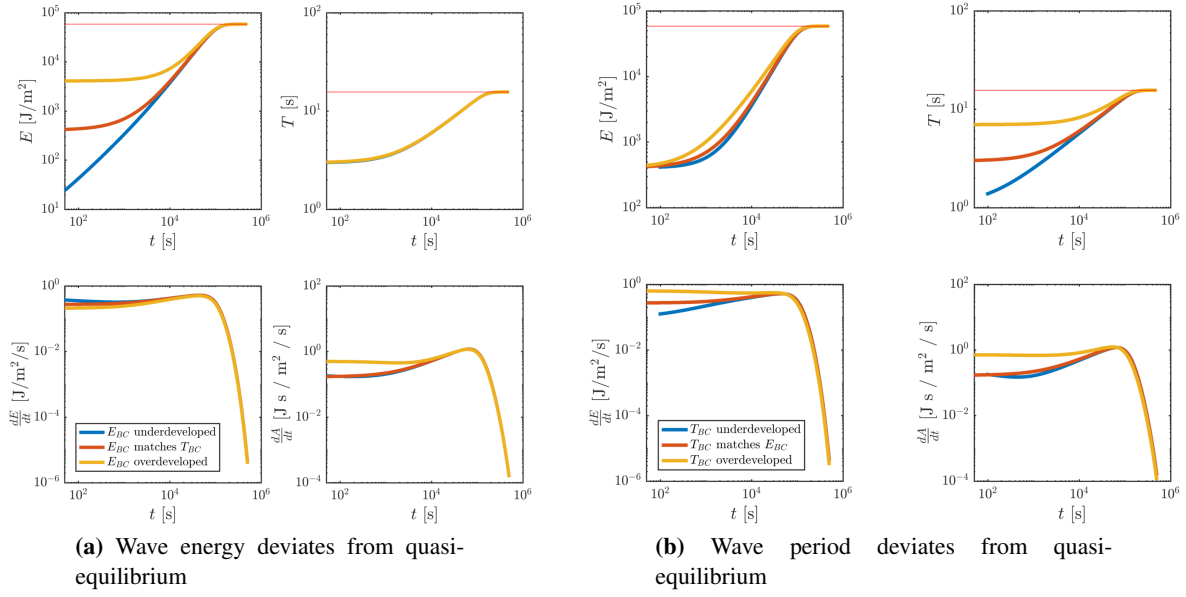 10^5
10^4
10^3
10^2
10^1
E [J/m^2]
10^2 10^4 10^6
t [s]
10^2
10^1
10^0
T [s]
10^2 10^4 10^6
t [s]
10^0
10^-2
10^-4
10^-6
dE/dt [J/m^2/s]
E_BC underdeveloped
E_BC matches T_BC
E_BC overdeveloped
10^2 10^4 10^6
t [s]
10^2
10^0
10^-2
10^-4
dA/dt [J s / m^2 / s]
10^2 10^4 10^6
t [s]
(a) Wave energy deviates from quasi-
equilibrium
10^5
10^4
10^3
10^2
E [J/m^2]
10^2 10^4 10^6
t [s]
10^2
10^1
10^0
T [s]
10^2 10^4 10^6
t [s]
10^0
10^-2
10^-4
10^-6
dE/dt [J/m^2/s]
T_BC underdeveloped
T_BC matches E_BC
T_BC overdeveloped
10^2 10^4 10^6
t [s]
10^2
10^0
10^-2
10^-4
dA/dt [J s / m^2 / s]
10^2 10^4 10^6
t [s]
(b) Wave period deviates from quasi-
equilibrium